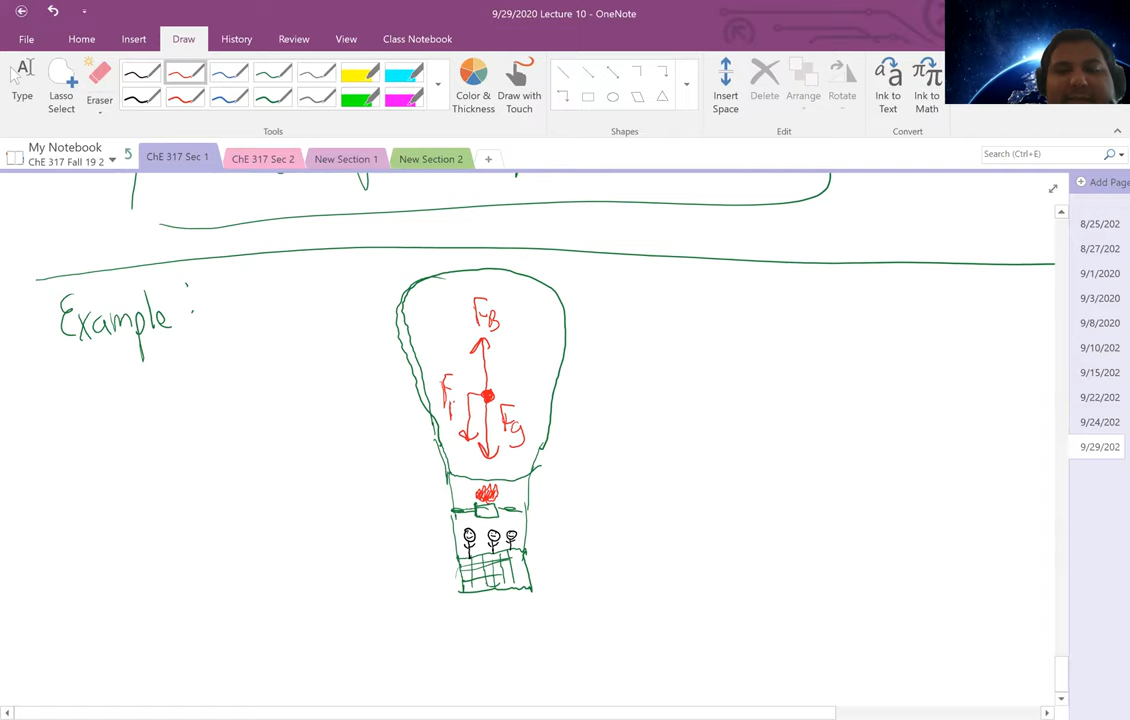 9/29/2020 Lecture 10 - OneNote
File Home Insert Draw History Review View Class Notebook
Type
Lasso Select
Eraser
Color & Thickness
Draw with Touch
Insert Space
Delete
Arrange
Rotate
Ink to Text
Ink to Math
Tools Shapes Edit Convert
My Notebook
ChE 317 Fall 19 2
ChE 317 Sec 1 ChE 317 Sec 2 New Section 1 New Section 2
Search (Ctrl+E)
Add Page
8/25/202
8/27/202
9/1/2020
9/3/2020
9/8/2020
9/10/202
9/15/202
9/22/202
9/24/202
9/29/202
Example:
FB
Fg